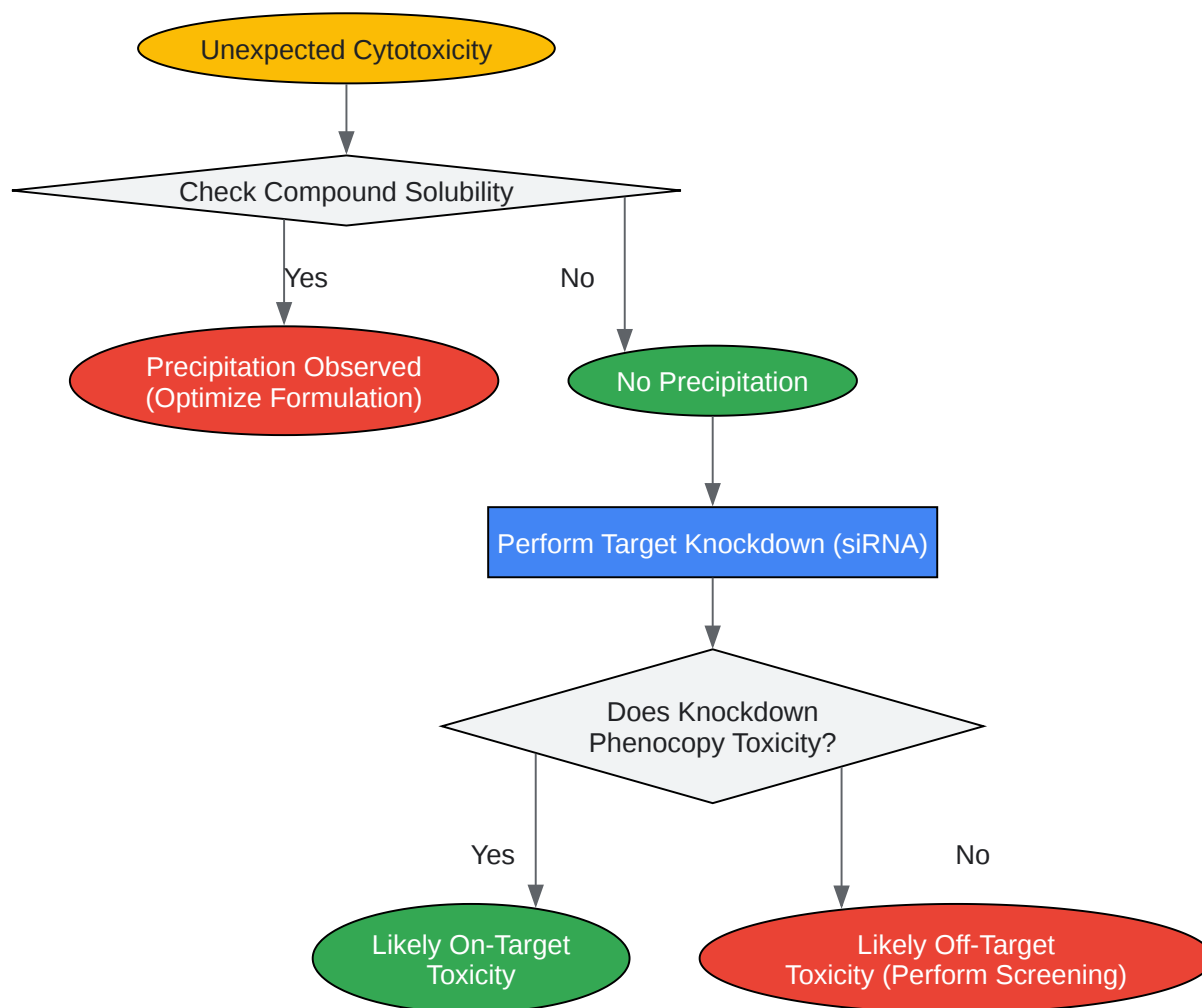 Unexpected Cytotoxicity
Check Compound Solubility
Yes
No
Precipitation Observed
(Optimize Formulation)
No Precipitation
Perform Target Knockdown (siRNA)
Does Knockdown
Phenocopy Toxicity?
Yes
No
Likely On-Target
Toxicity
Likely Off-Target
Toxicity (Perform Screening)